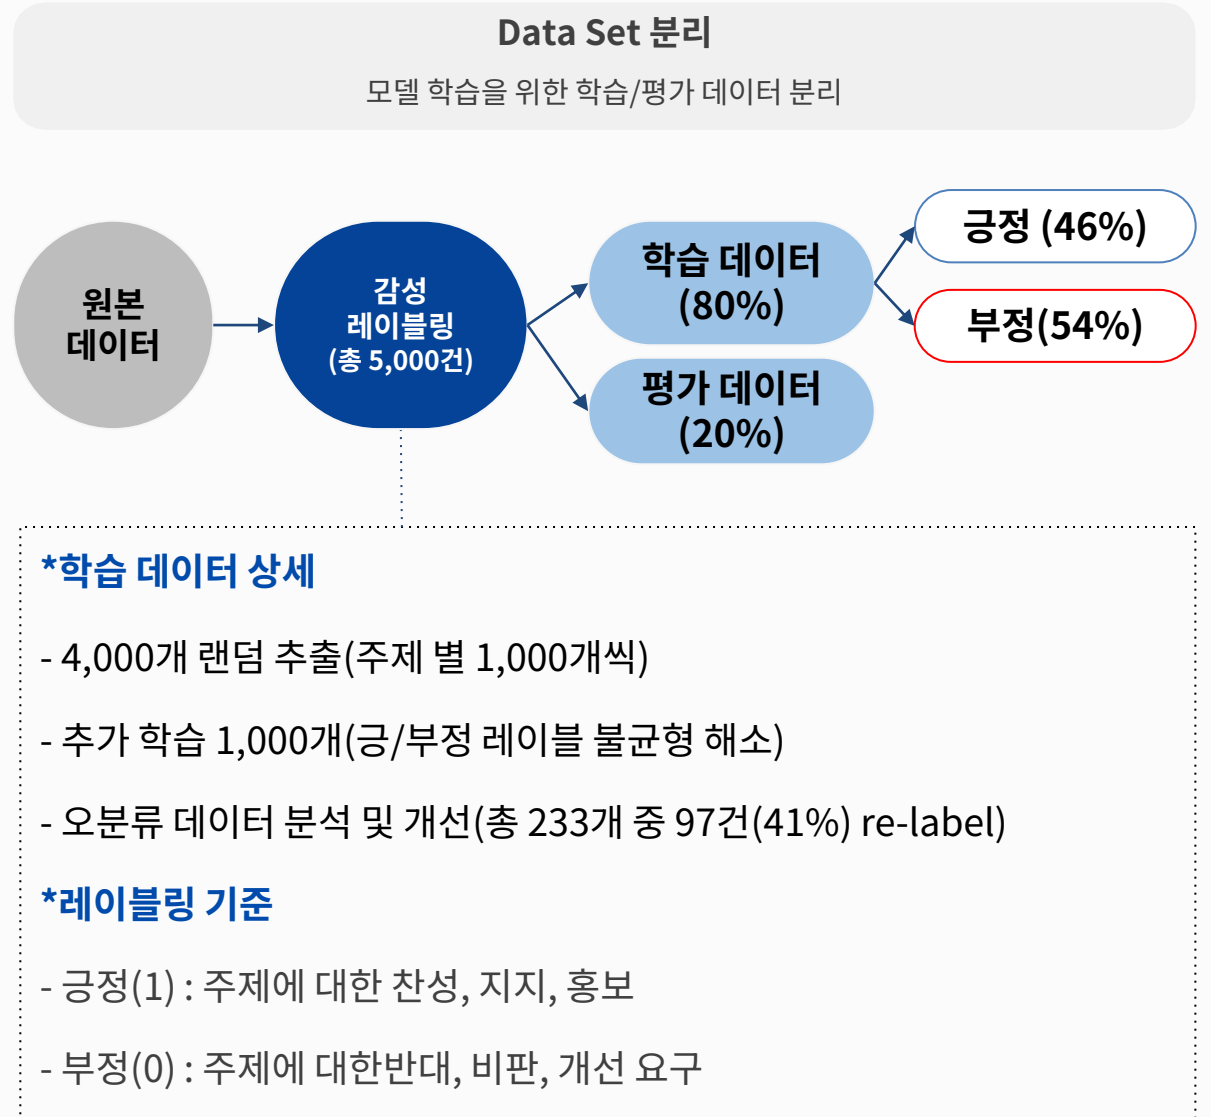 Data Set 분리
모델 학습을 위한 학습/평가 데이터 분리
원본
데이터
감성
레이블링
(총 5,000건)
학습 데이터
(80%)
평가 데이터
(20%)
긍정 (46%)
부정(54%)
*학습 데이터 상세
- 4,000개 랜덤 추출(주제 별 1,000개씩)
- 추가 학습 1,000개(긍/부정 레이블 불균형 해소)
- 오분류 데이터 분석 및 개선(총 233개 중 97건(41%) re-label)
*레이블링 기준
- 긍정(1) : 주제에 대한 찬성, 지지, 홍보
- 부정(0) : 주제에 대한반대, 비판, 개선 요구